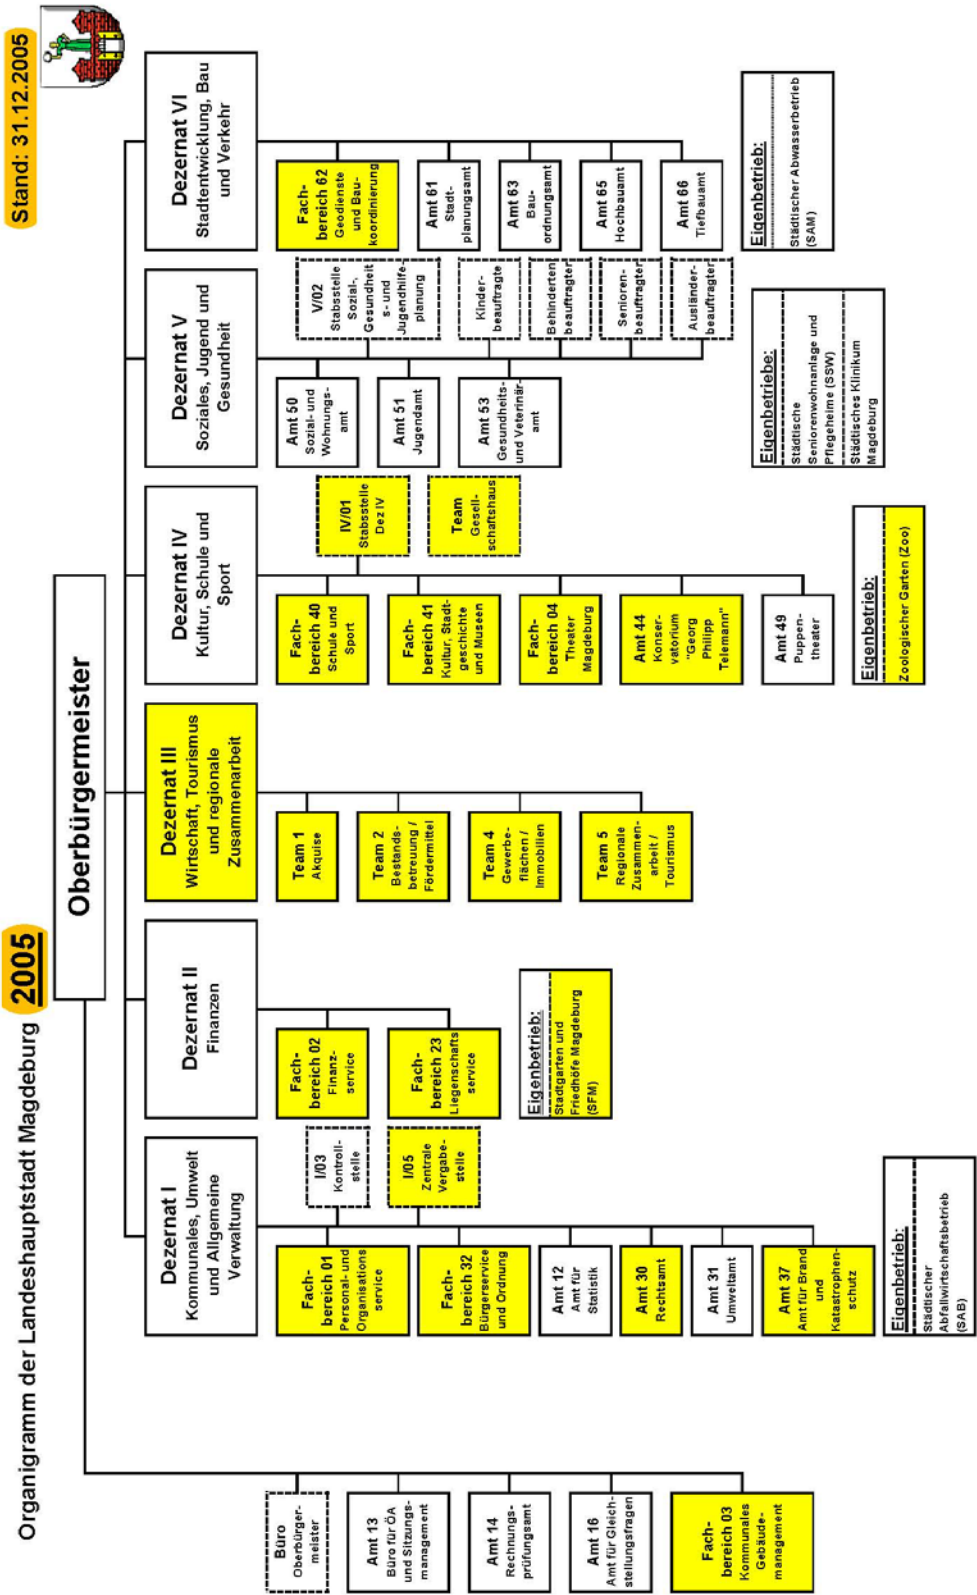 Organigramm der Landeshauptstadt Magdeburg 2005
Stand: 31.12.2005
Oberbürgermeister
Büro
Oberbürger-
meister
Amt 13
Büro für ÖA
und Sitzungs-
management
Amt 14
Rechnungs-
prüfungsamt
Amt 16
Amt für Gleich-
stellungsfragen
Fach-
bereich 03
Kommunales
Gebäude-
management
Dezernat I
Kommunales, Umwelt
und Allgemeine
Verwaltung
I/03
Kontroll-
stelle
I/05
Zentrale
Vergabe-
stelle
Fach-
bereich 01
Personal- und
Organisations
service
Fach-
bereich 32
Bürgerservice
und Ordnung
Amt 12
Amt für
Statistik
Amt 30
Rechtsamt
Amt 31
Umweltamt
Amt 37
Amt für Brand
und
Katastrophen-
schutz
Eigenbetrieb:
Städtischer
Abfallwirtschaftsbetrieb
(SAB)
Dezernat II
Finanzen
Fach-
bereich 02
Finanz-
service
Fach-
bereich 23
Liegenschafts
service
Eigenbetrieb:
Stadtgarten und
Friedhöfe Magdeburg
(SFM)
Dezernat III
Wirtschaft, Tourismus
und regionale
Zusammenarbeit
Team 1
Akquise
Team 2
Bestands-
betreuung /
Fördermittel
Team 4
Gewerbe-
flächen /
Immobilien
Team 5
Regionale
Zusammen-
arbeit /
Tourismus
Dezernat IV
Kultur, Schule und
Sport
IV/01
Stabsstelle
Dez IV
Team
Gesell-
schaftshaus
Fach-
bereich 40
Schule und
Sport
Fach-
bereich 41
Kultur, Stadt-
geschichte
und Museen
Fach-
bereich 04
Theater
Magdeburg
Amt 44
Konser-
vatorium
"Georg
Philipp
Telemann"
Amt 49
Puppen-
theater
Eigenbetrieb:
Zoologischer Garten (Zoo)
Dezernat V
Soziales, Jugend und
Gesundheit
V/02
Stabsstelle
Sozial-,
Gesundheit
s- und
Jugendhilfe-
planung
Kinder-
beauftragte
Behinderten
beauftragter
Senioren-
beauftragter
Ausländer-
beauftragter
Amt 50
Sozial- und
Wohnungs-
amt
Amt 51
Jugendamt
Amt 53
Gesundheits-
und Veterinär-
amt
Eigenbetriebe:
Städtische
Seniorenwohnanlage und
Pflegeheime (SSW)
Städtisches Klinikum
Magdeburg
Dezernat VI
Stadtentwicklung, Bau
und Verkehr
Fach-
bereich 62
Geodienste
und Bau-
koordinierung
Amt 61
Stadt-
planungsamt
Amt 63
Bau-
ordnungsamt
Amt 65
Hochbauamt
Amt 66
Tiefbauamt
Eigenbetrieb:
Städtischer Abwasserbetrieb
(SAM)